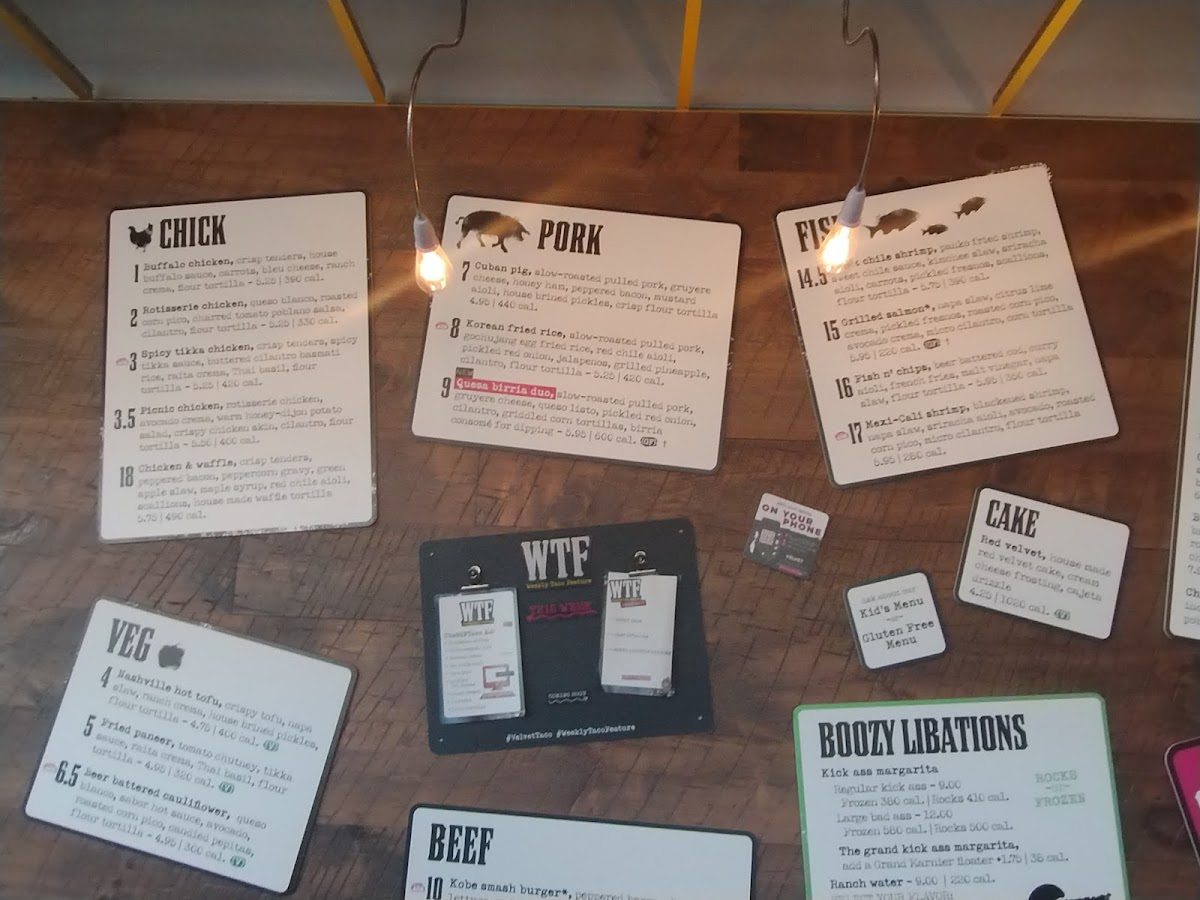 CHICK
1 Buffalo chicken, crisp tenders, house
buffalo sauce, carrots, bleu cheese, ranch
crema, flour tortilla - 5.25 | 390 cal.
2 Rotisserie chicken, queso blanco, roasted
corn pico, charred tomato poblano salsa,
cilantro, flour tortilla - 5.25 | 330 cal.
3 Spicy tikka chicken, crisp tenders, spicy
tikka sauce, buttered cilantro basmati
rice, raita crema, Thai basil, flour
tortilla - 5.25 | 420 cal.
3.5 Picnic chicken, rotisserie chicken,
avocado crema, warm honey-dijon potato
salad, crispy chicken skin, cilantro, flour
tortilla - 5.50 | 400 cal.
18 Chicken & waffle, crisp tenders,
peppered bacon, peppercorn gravy, green
apple slaw, maple syrup, red chile aioli,
scallions, house made waffle tortilla
5.75 | 490 cal.
PORK
7 Cuban pig, slow-roasted pulled pork, gruyere
cheese, honey ham, peppered bacon, mustard
aioli, house brined pickles, crisp flour tortilla
4.95 | 440 cal.
8 Korean fried rice, slow-roasted pulled pork,
gochujang egg fried rice, red chile aioli,
pickled red onion, jalapenos, grilled pineapple,
cilantro, flour tortilla - 5.25 | 420 cal.
9 Quesa birria duo, slow-roasted pulled pork,
gruyere cheese, queso listo, pickled red onion,
cilantro, griddled corn tortillas, birria
consomé for dipping - 5.95 | 600 cal. GF †
FISH
14.5 chile shrimp, panko fried shrimp,
sweet chile sauce, kimchee slaw, sriracha
aioli, carrots, pickled fresnos, scallions,
flour tortilla - 5.75 | 390 cal.
15 Grilled salmon*, napa slaw, citrus lime
crema, pickled fresnos, roasted corn pico,
avocado crema, micro cilantro, corn tortilla
5.95 | 220 cal. GF †
16 Fish n' chips, beer battered cod, curry
aioli, french fries, malt vinegar, napa
slaw, flour tortilla - 5.95 | 350 cal.
17 Mexi-Cali shrimp, blackened shrimp,
napa slaw, sriracha aioli, avocado, roasted
corn pico, micro cilantro, flour tortilla
5.95 | 280 cal.
VEG
4 Nashville hot tofu, crispy tofu, napa
slaw, ranch crema, house brined pickles,
flour tortilla - 4.75 | 400 cal. V
5 Fried paneer, tomato chutney, tikka
sauce, raita crema, Thai basil, flour
tortilla - 4.95 | 320 cal. V
6.5 Beer battered cauliflower, queso
blanco, sabor hot sauce, avocado,
roasted corn pico, candied pepitas,
flour tortilla - 4.95 | 300 cal. V
WTF
Weekly Taco Feature
THIS WEEK
WTF
WTF
COMING SOON
#VelvetTaco #WeeklyTacoFeature
ON YOUR
PHONE
CAKE
Red velvet, house made
red velvet cake, cream
cheese frosting, cajeta
drizzle
4.25 | 1020 cal. V
Ask about our
Kid's Menu
-or-
Gluten Free
Menu
BEEF
10 Kobe smash burger*, peppered
BOOZY LIBATIONS
Kick ass margarita
Regular kick ass - 9.00
Frozen 360 cal. | Rocks 410 cal.
Large bad ass - 12.00
Frozen 560 cal. | Rocks 500 cal.
The grand kick ass margarita,
add a Grand Marnier floater +1.75 | 38 cal.
Ranch water - 9.00 | 220 cal.
ROCKS
-or-
FROZEN